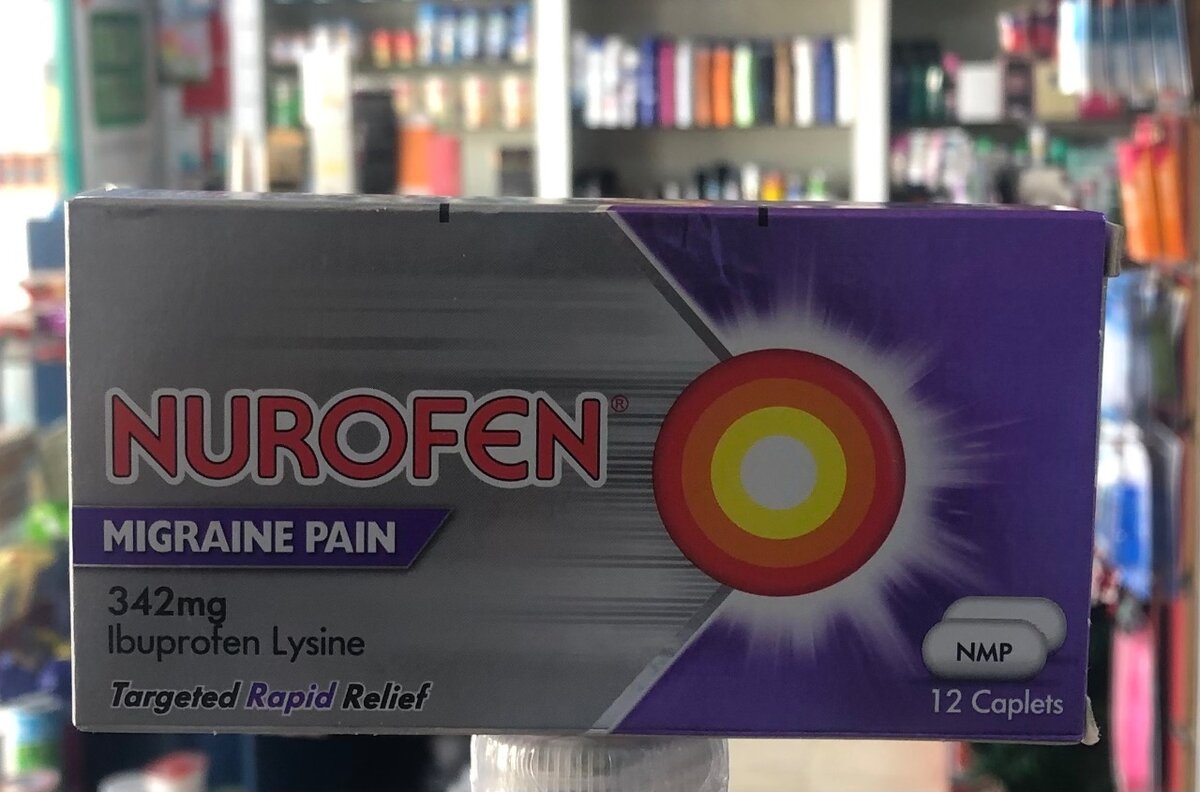 NUROFEN®
MIGRAINE PAIN
342mg
Ibuprofen Lysine
Targeted Rapid Relief
NMP
12 Caplets